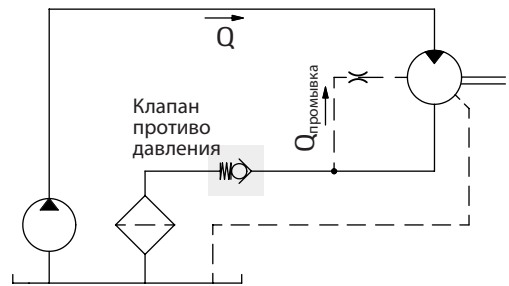 Q
Qпромывка
Клапан
противо
давления